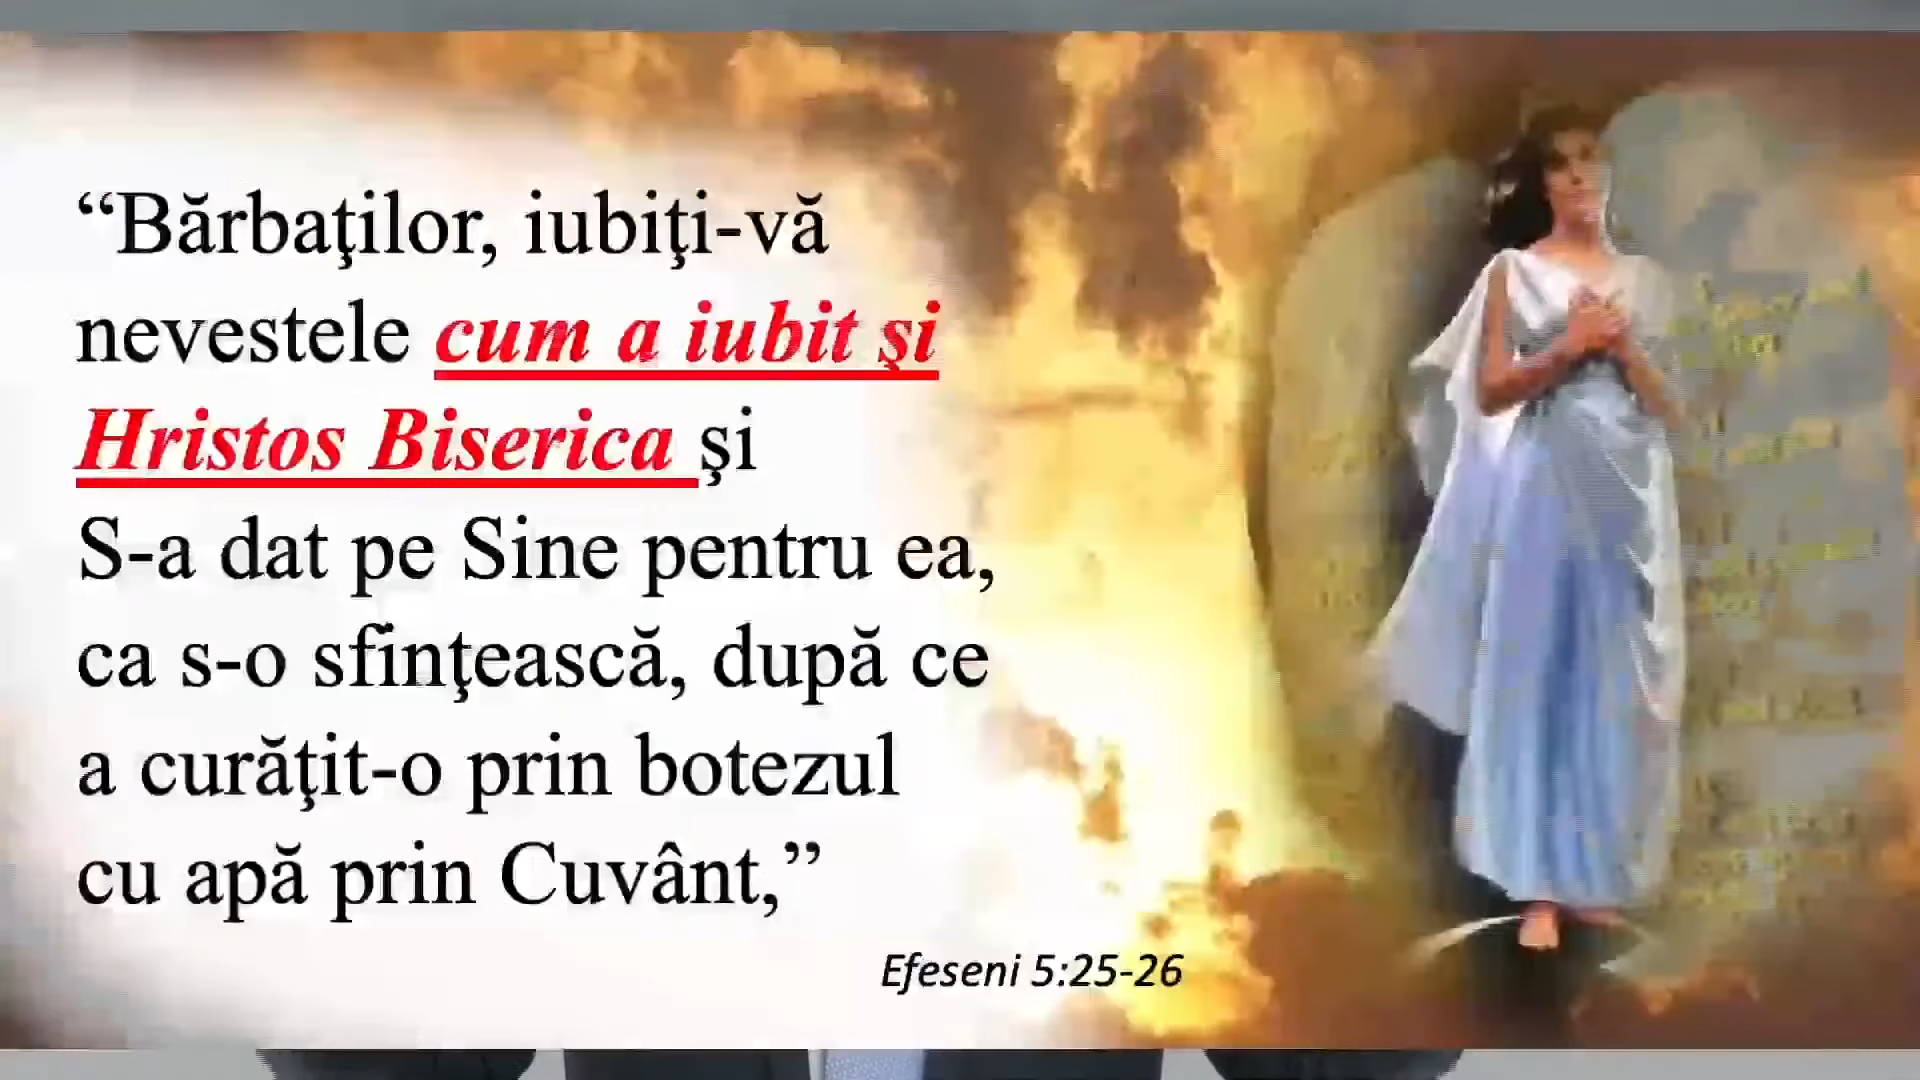 “Bărbaţilor, iubiţi-vă
nevestele cum a iubit şi
Hristos Biserica şi
S-a dat pe Sine pentru ea,
ca s-o sfinţească, după ce
a curăţit-o prin botezul
cu apă prin Cuvânt,”
Efeseni 5:25-26